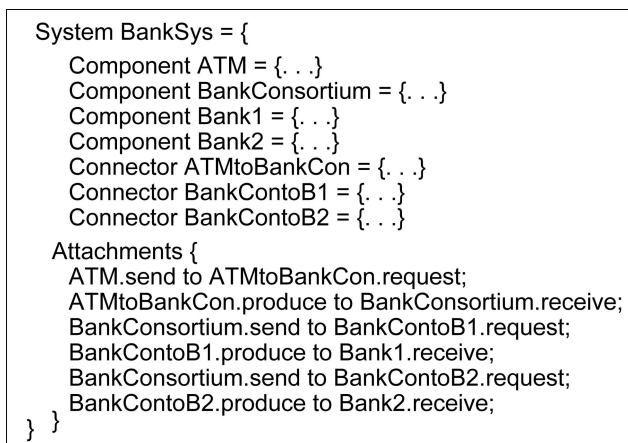 System BankSys = {
Component ATM = {. . .}
Component BankConsortium = {. . .}
Component Bank1 = {. . .}
Component Bank2 = {. . .}
Connector ATMtoBankCon = {. . .}
Connector BankContoB1 = {. . .}
Connector BankContoB2 = {. . .}
Attachments {
ATM.send to ATMtoBankCon.request;
ATMtoBankCon.produce to BankConsortium.receive;
BankConsortium.send to BankContoB1.request;
BankContoB1.produce to Bank1.receive;
BankConsortium.send to BankContoB2.request;
BankContoB2.produce to Bank2.receive;
} }